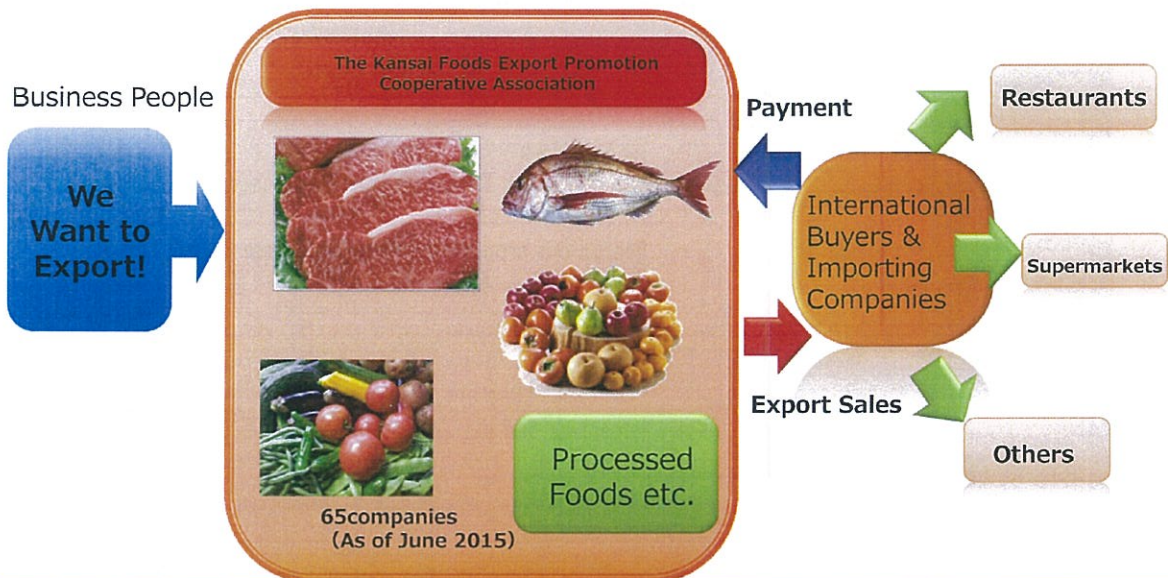 The Kansai Foods Export Promotion
Cooperative Association
Business People
We
Want to
Export!
Payment
Restaurants
International
Buyers &
Importing
Companies
Supermarkets
Export Sales
Others
Processed
Foods etc.
65companies
(As of June 2015)